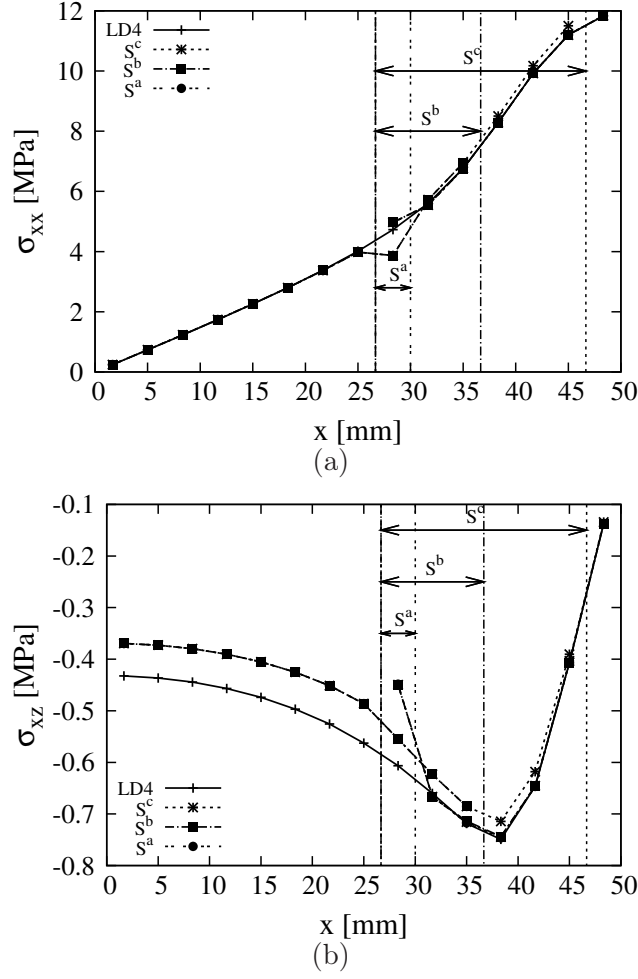 12
10
8
6
4
2
0
σxx [MPa]
LD4
Sᶜ
Sᵇ
Sᵃ
Sᶜ
Sᵇ
Sᵃ
0 5 10 15 20 25 30 35 40 45 50
x [mm]
(a)
-0.1
-0.2
-0.3
-0.4
-0.5
-0.6
-0.7
-0.8
σxz [MPa]
Sᶜ
Sᵇ
Sᵃ
LD4
Sᶜ
Sᵇ
Sᵃ
0 5 10 15 20 25 30 35 40 45 50
x [mm]
(b)